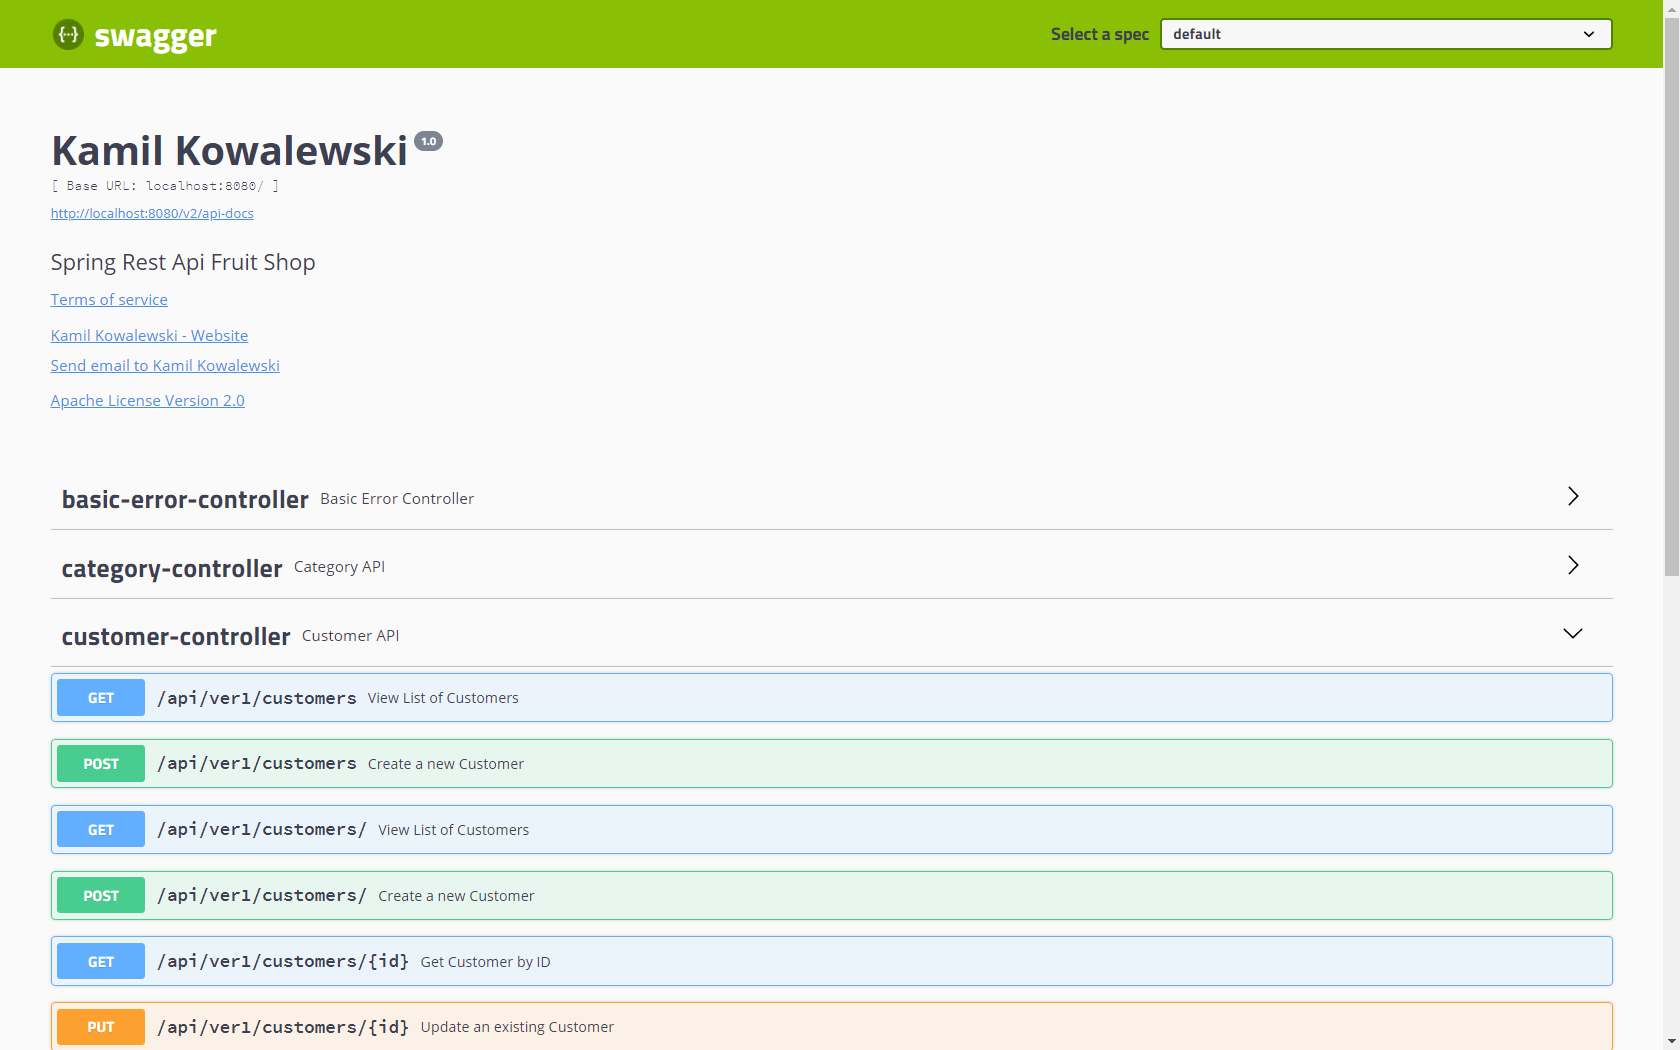 {···} swagger
Select a spec default
Kamil Kowalewski 1.0
[ Base URL: localhost:8080/ ]
http://localhost:8080/v2/api-docs
Spring Rest Api Fruit Shop
Terms of service
Kamil Kowalewski - Website
Send email to Kamil Kowalewski
Apache License Version 2.0
basic-error-controller Basic Error Controller
category-controller Category API
customer-controller Customer API
GET /api/ver1/customers View List of Customers
POST /api/ver1/customers Create a new Customer
GET /api/ver1/customers/ View List of Customers
POST /api/ver1/customers/ Create a new Customer
GET /api/ver1/customers/{id} Get Customer by ID
PUT /api/ver1/customers/{id} Update an existing Customer